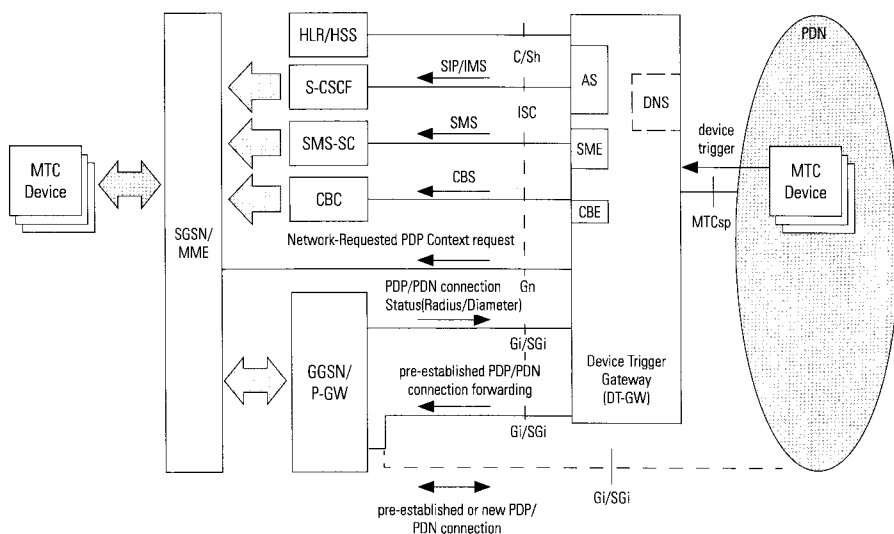 HLR/HSS
PDN
C/Sh
SIP/IMS
S-CSCF
AS
DNS
ISC
SMS
device
trigger
MTC
Device
SMS-SC
SME
MTC
Device
CBS
CBC
CBE
MTCsp
SGSN/
MME
Network-Requested PDP Context request
PDP/PDN connection
Status(Radius/Diameter)
Gn
Gi/SGi
GGSN/
P-GW
pre-established PDP/PDN
connection forwarding
Device Trigger
Gateway
(DT-GW)
Gi/SGi
Gi/SGi
pre-established or new PDP/
PDN connection